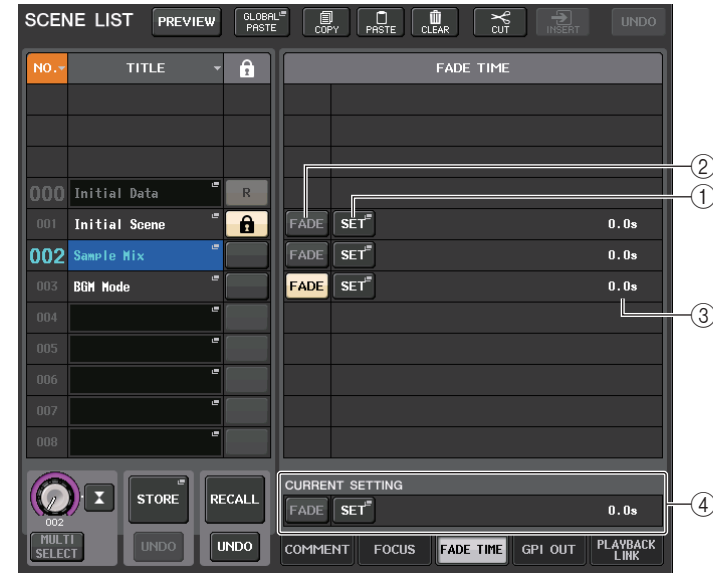 SCENE LIST PREVIEW GLOBAL PASTE COPY PASTE CLEAR CUT INSERT UNDO
NO. TITLE FADE TIME
②
000 Initial Data R
①
001 Initial Scene FADE SET 0.0s
002 Sample Mix FADE SET 0.0s
003 BGM Mode FADE SET 0.0s
004
③
005
006
007
008
STORE RECALL
CURRENT SETTING
FADE SET 0.0s
④
002
MULTI SELECT UNDO UNDO
COMMENT FOCUS FADE TIME GPI OUT PLAYBACK LINK